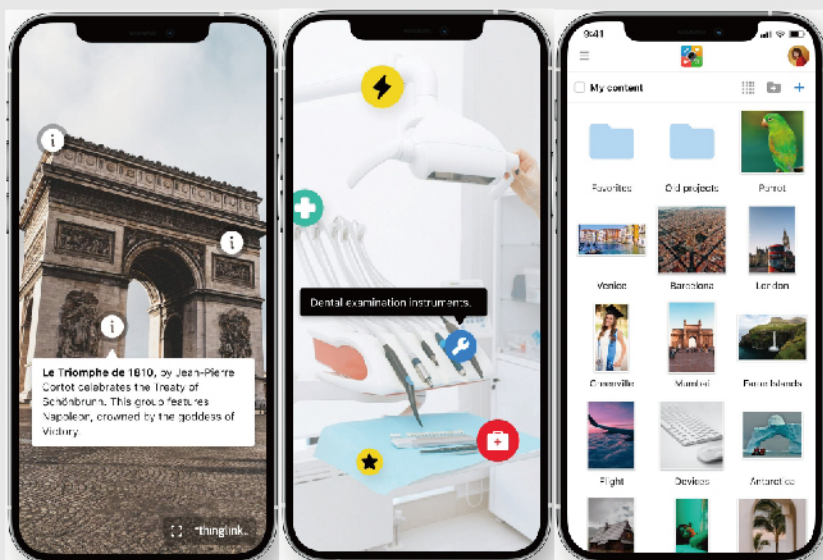 Le Triomphe de 1810, by Jean-Pierre
Cortot celebrates the Treaty of
Schönbrunn. This group features
Napoleon, crowned by the goddess of
Victory.
thinglink..
Dental examination instruments.
9:41
My content
Favorites
Old projects
Parrot
Venice
Barcelona
London
Greenville
Mumbai
Faroe Islands
Flight
Devices
Antarctica